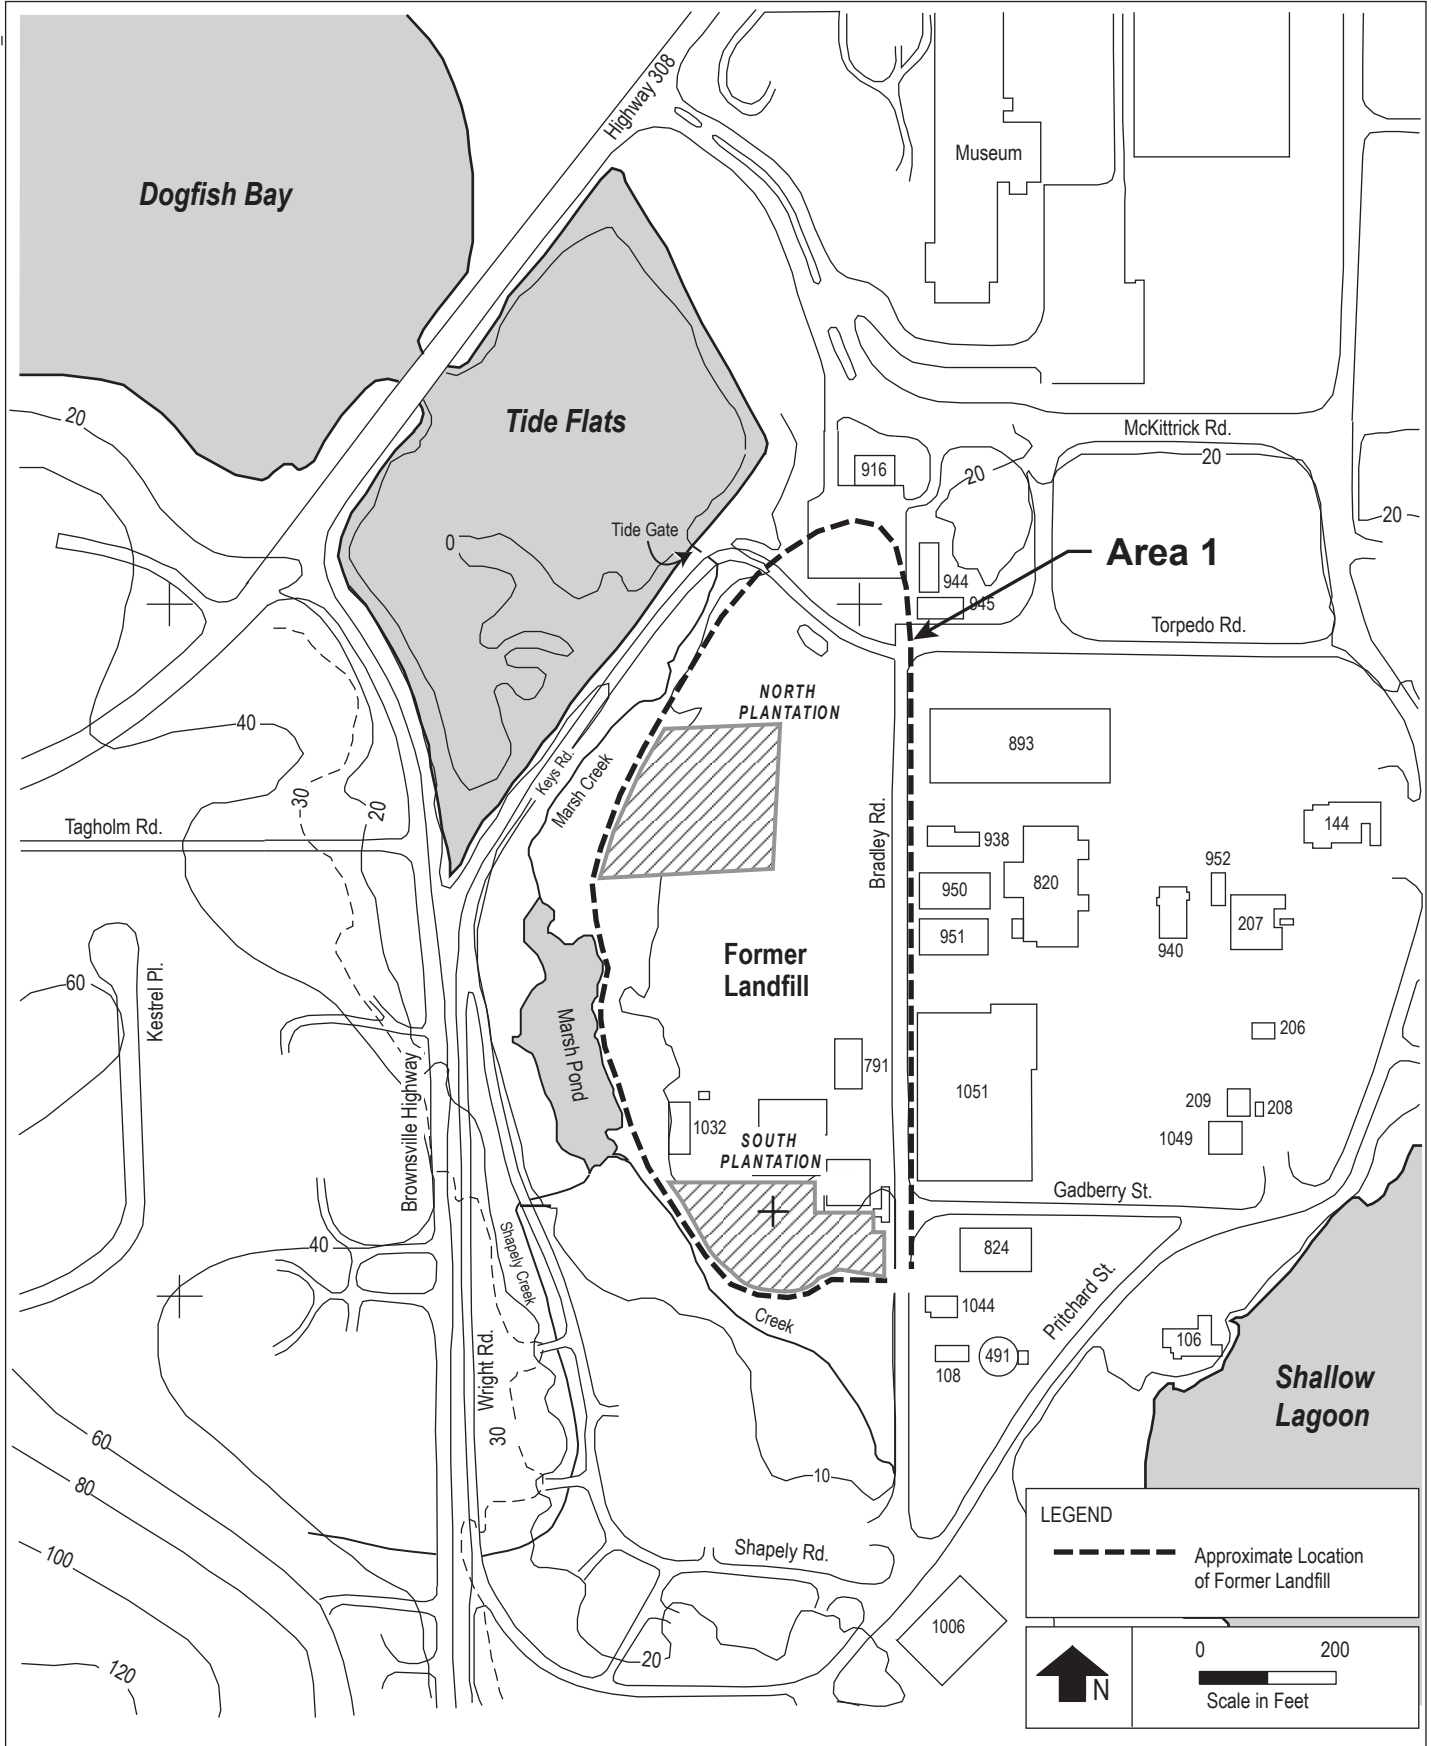 Highway 308
Museum
Dogfish Bay
Tide Flats
20
McKittrick Rd.
20
916
20
20
Tide Gate
0
Area 1
944
945
Torpedo Rd.
NORTH
PLANTATION
40
893
Keys Rd.
Marsh Creek
30
20
Tagholm Rd.
Bradley Rd.
938
144
952
950
820
951
207
940
Former
Landfill
60
Kestrel Pl.
Marsh Pond
206
791
1051
Brownsville Highway
209
208
1032
1049
SOUTH
PLANTATION
Gadberry St.
40
Shapely Creek
824
1044
Creek
Pritchard St.
106
491
108
Wright Rd.
Shallow
Lagoon
30
60
10
80
LEGEND
Approximate Location
of Former Landfill
100
Shapely Rd.
1006
20
120
N
0 200
Scale in Feet